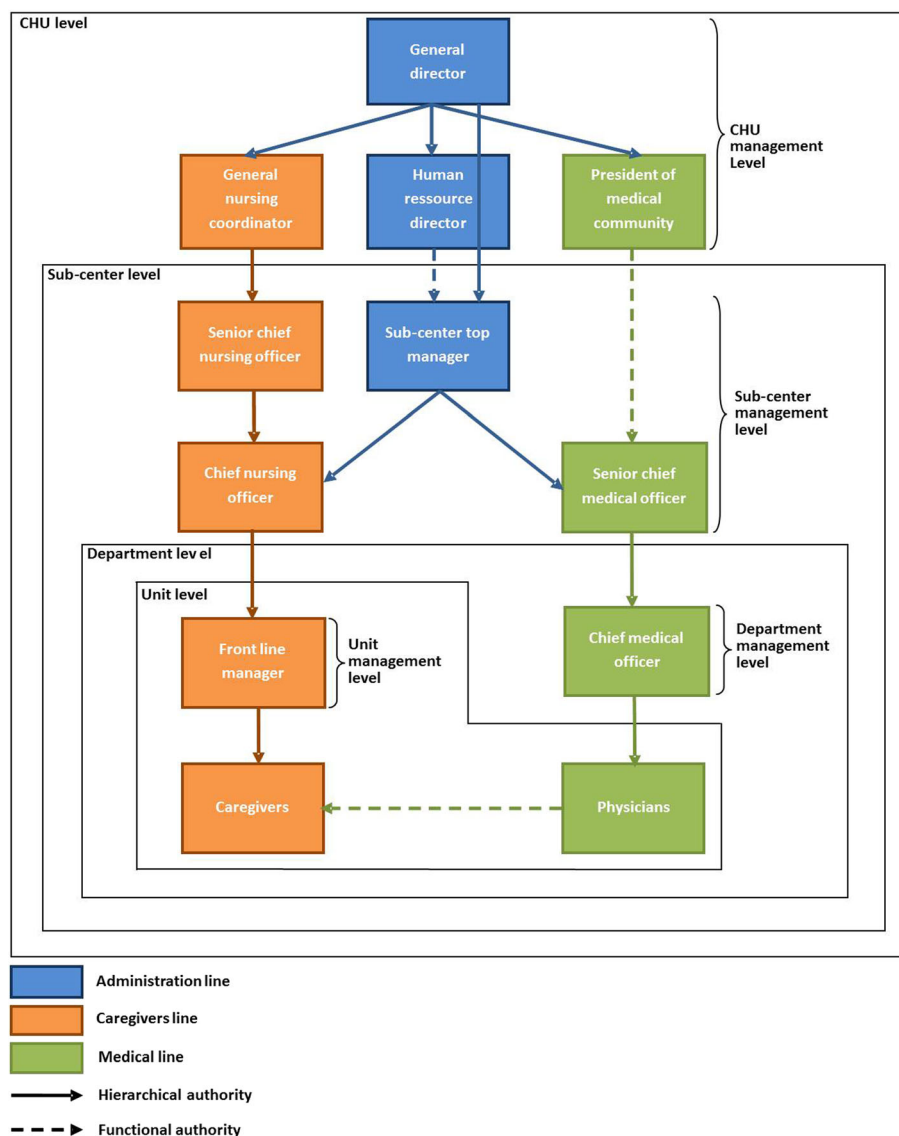 CHU level
General
director
CHU
management
Level
General
nursing
coordinator
Human
ressource
director
President of
medical
community
Sub-center level
Senior chief
nursing officer
Sub-center top
manager
Sub-center
management
level
Chief nursing
officer
Senior chief
medical officer
Department level
Unit level
Front line
manager
Unit
management
level
Chief medical
officer
Department
management
level
Caregivers
Physicians
Administration line
Caregivers line
Medical line
Hierarchical authority
Functional authority